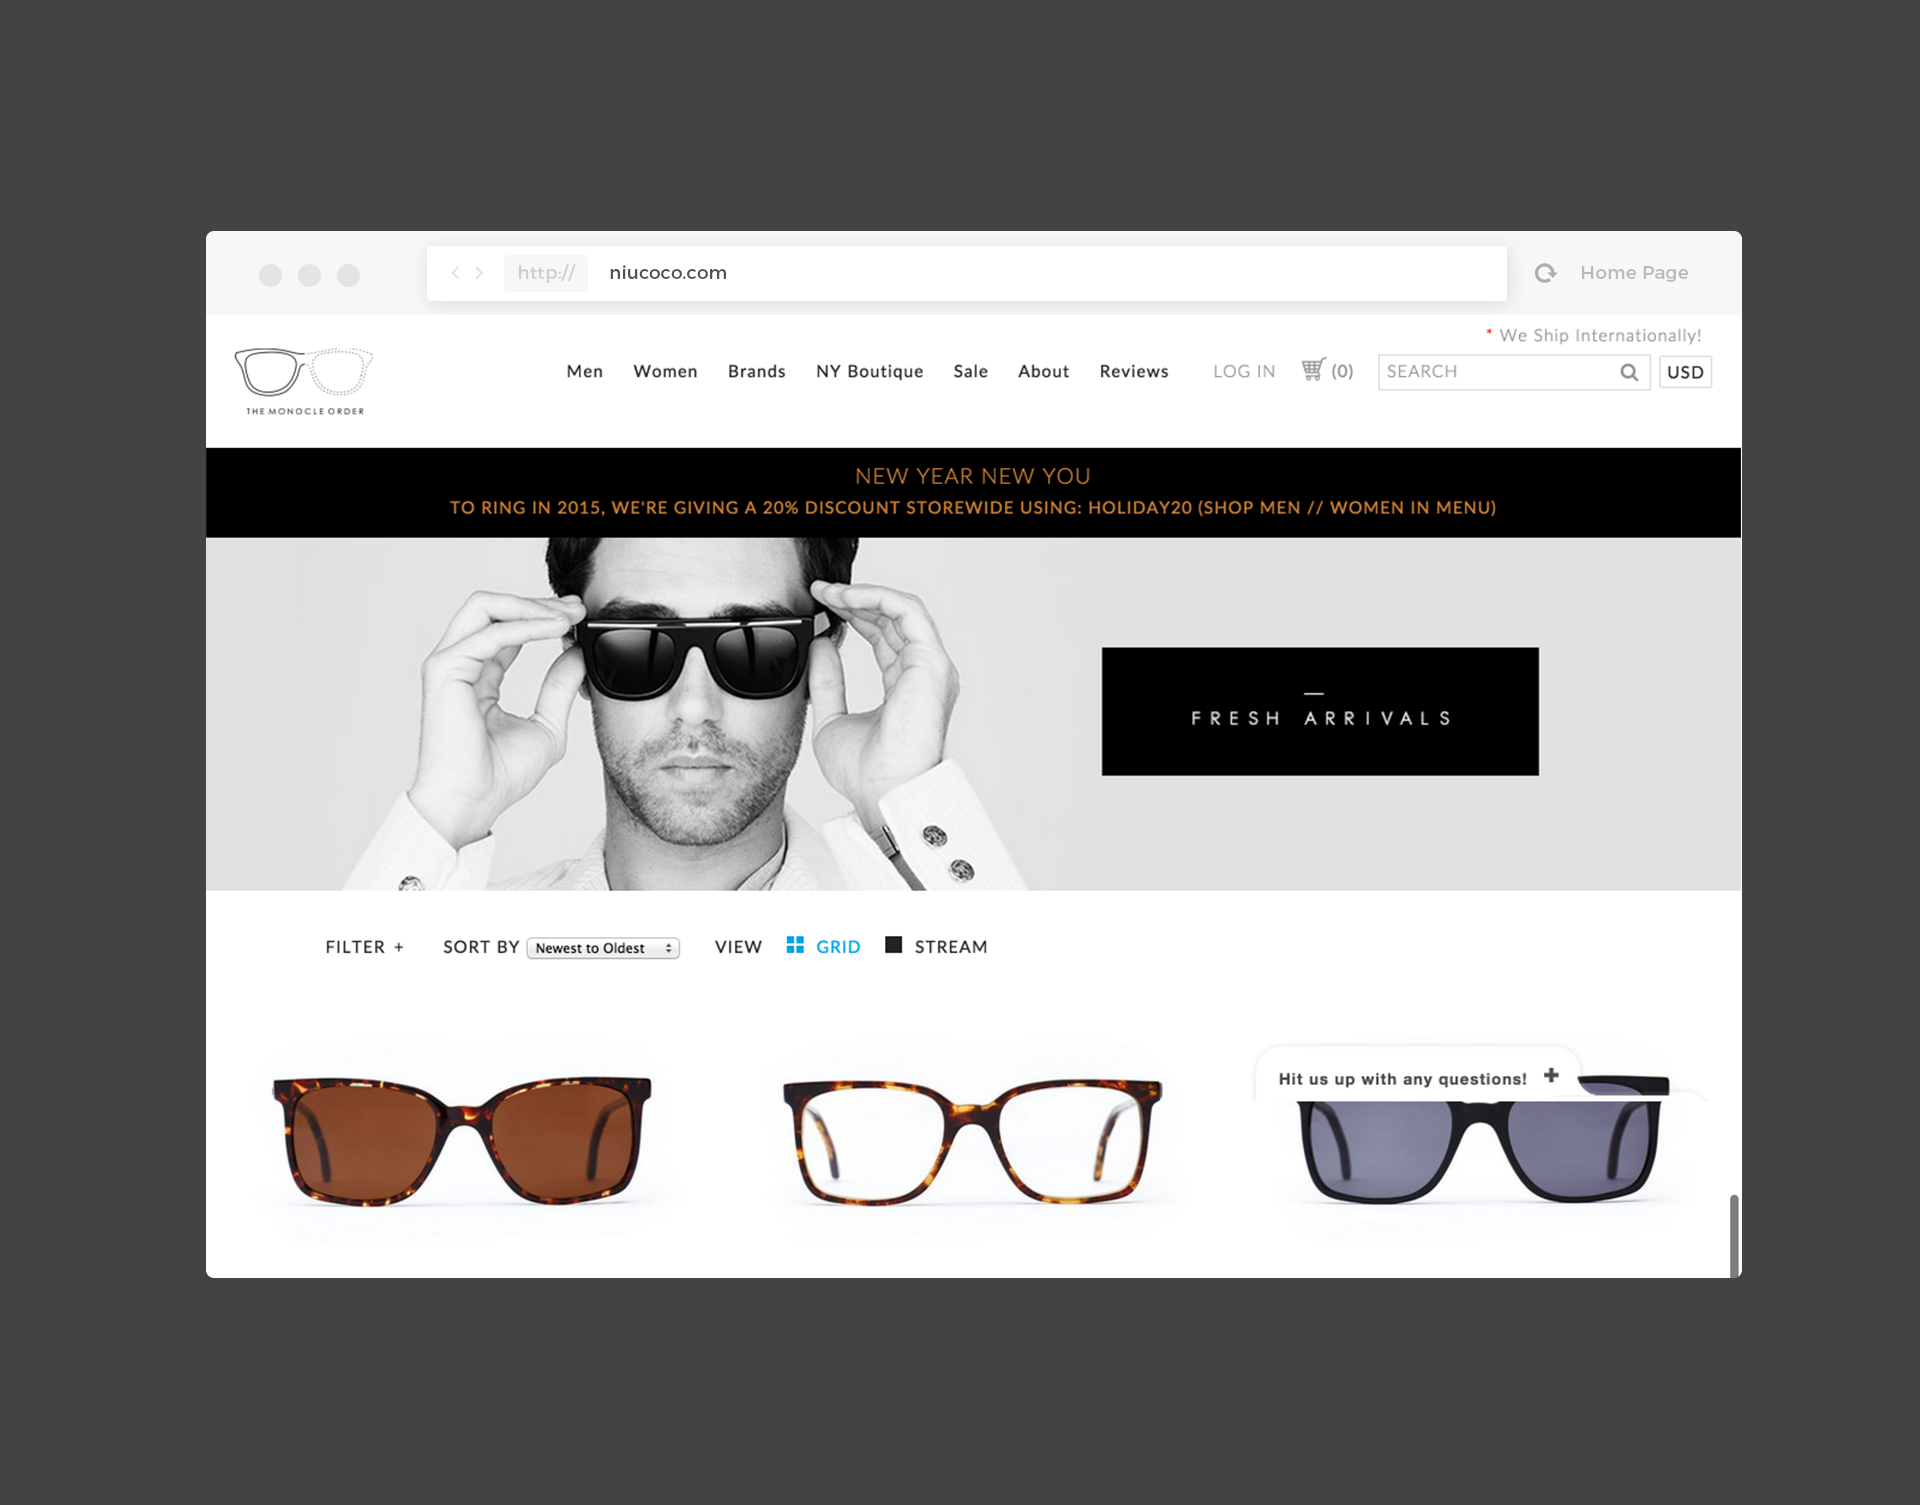 http:// niucoco.com Home Page
* We Ship Internationally!
THE MONOCLE ORDER
Men Women Brands NY Boutique Sale About Reviews LOG IN (0) SEARCH USD
NEW YEAR NEW YOU
TO RING IN 2015, WE'RE GIVING A 20% DISCOUNT STOREWIDE USING: HOLIDAY20 (SHOP MEN // WOMEN IN MENU)
FRESH ARRIVALS
FILTER + SORT BY Newest to Oldest VIEW GRID STREAM
Hit us up with any questions! +